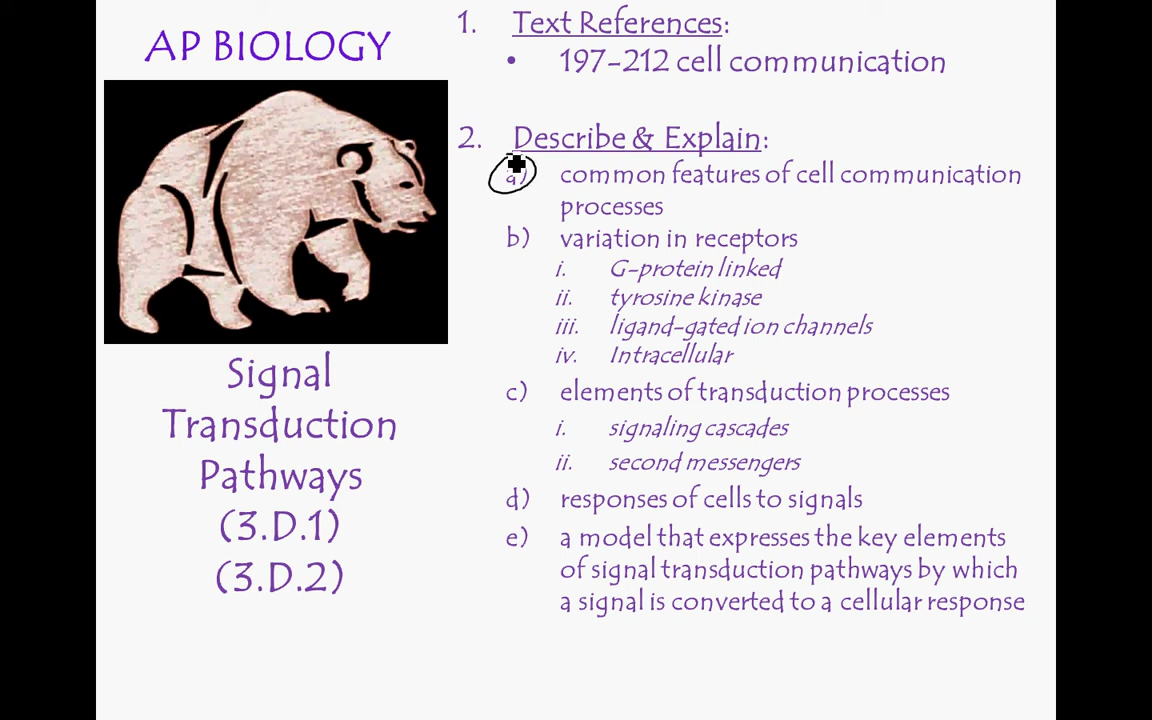 AP BIOLOGY
Signal
Transduction
Pathways
(3.D.1)
(3.D.2)
1. Text References:
• 197-212 cell communication
2. Describe & Explain:
a) common features of cell communication
processes
b) variation in receptors
i. G-protein linked
ii. tyrosine kinase
iii. ligand-gated ion channels
iv. Intracellular
c) elements of transduction processes
i. signaling cascades
ii. second messengers
d) responses of cells to signals
e) a model that expresses the key elements
of signal transduction pathways by which
a signal is converted to a cellular response